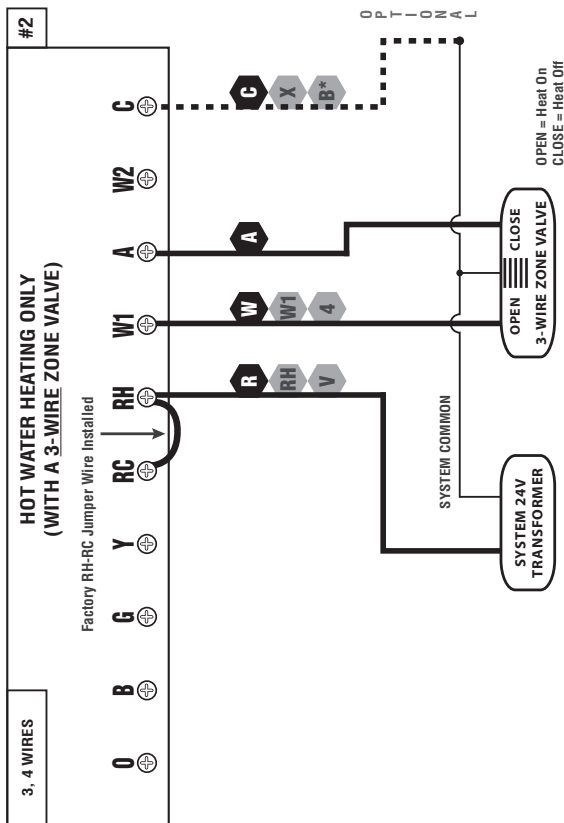 #2
HOT WATER HEATING ONLY
(WITH A 3-WIRE ZONE VALVE)
3, 4 WIRES
Factory RH-RC Jumper Wire Installed
O B G Y RC RH W1 A W2 C
R W A C
RH W1 X
V 4 B*
OPTIONAL
SYSTEM COMMON
SYSTEM 24V
TRANSFORMER
OPEN CLOSE
3-WIRE ZONE VALVE
OPEN = Heat On
CLOSE = Heat Off